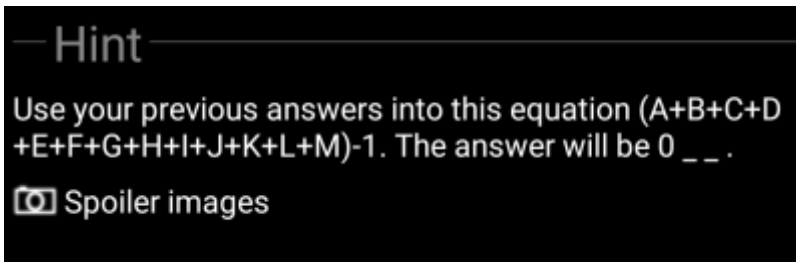 Hint
Use your previous answers into this equation (A+B+C+D
+E+F+G+H+I+J+K+L+M)-1. The answer will be 0 _ _ .
Spoiler images